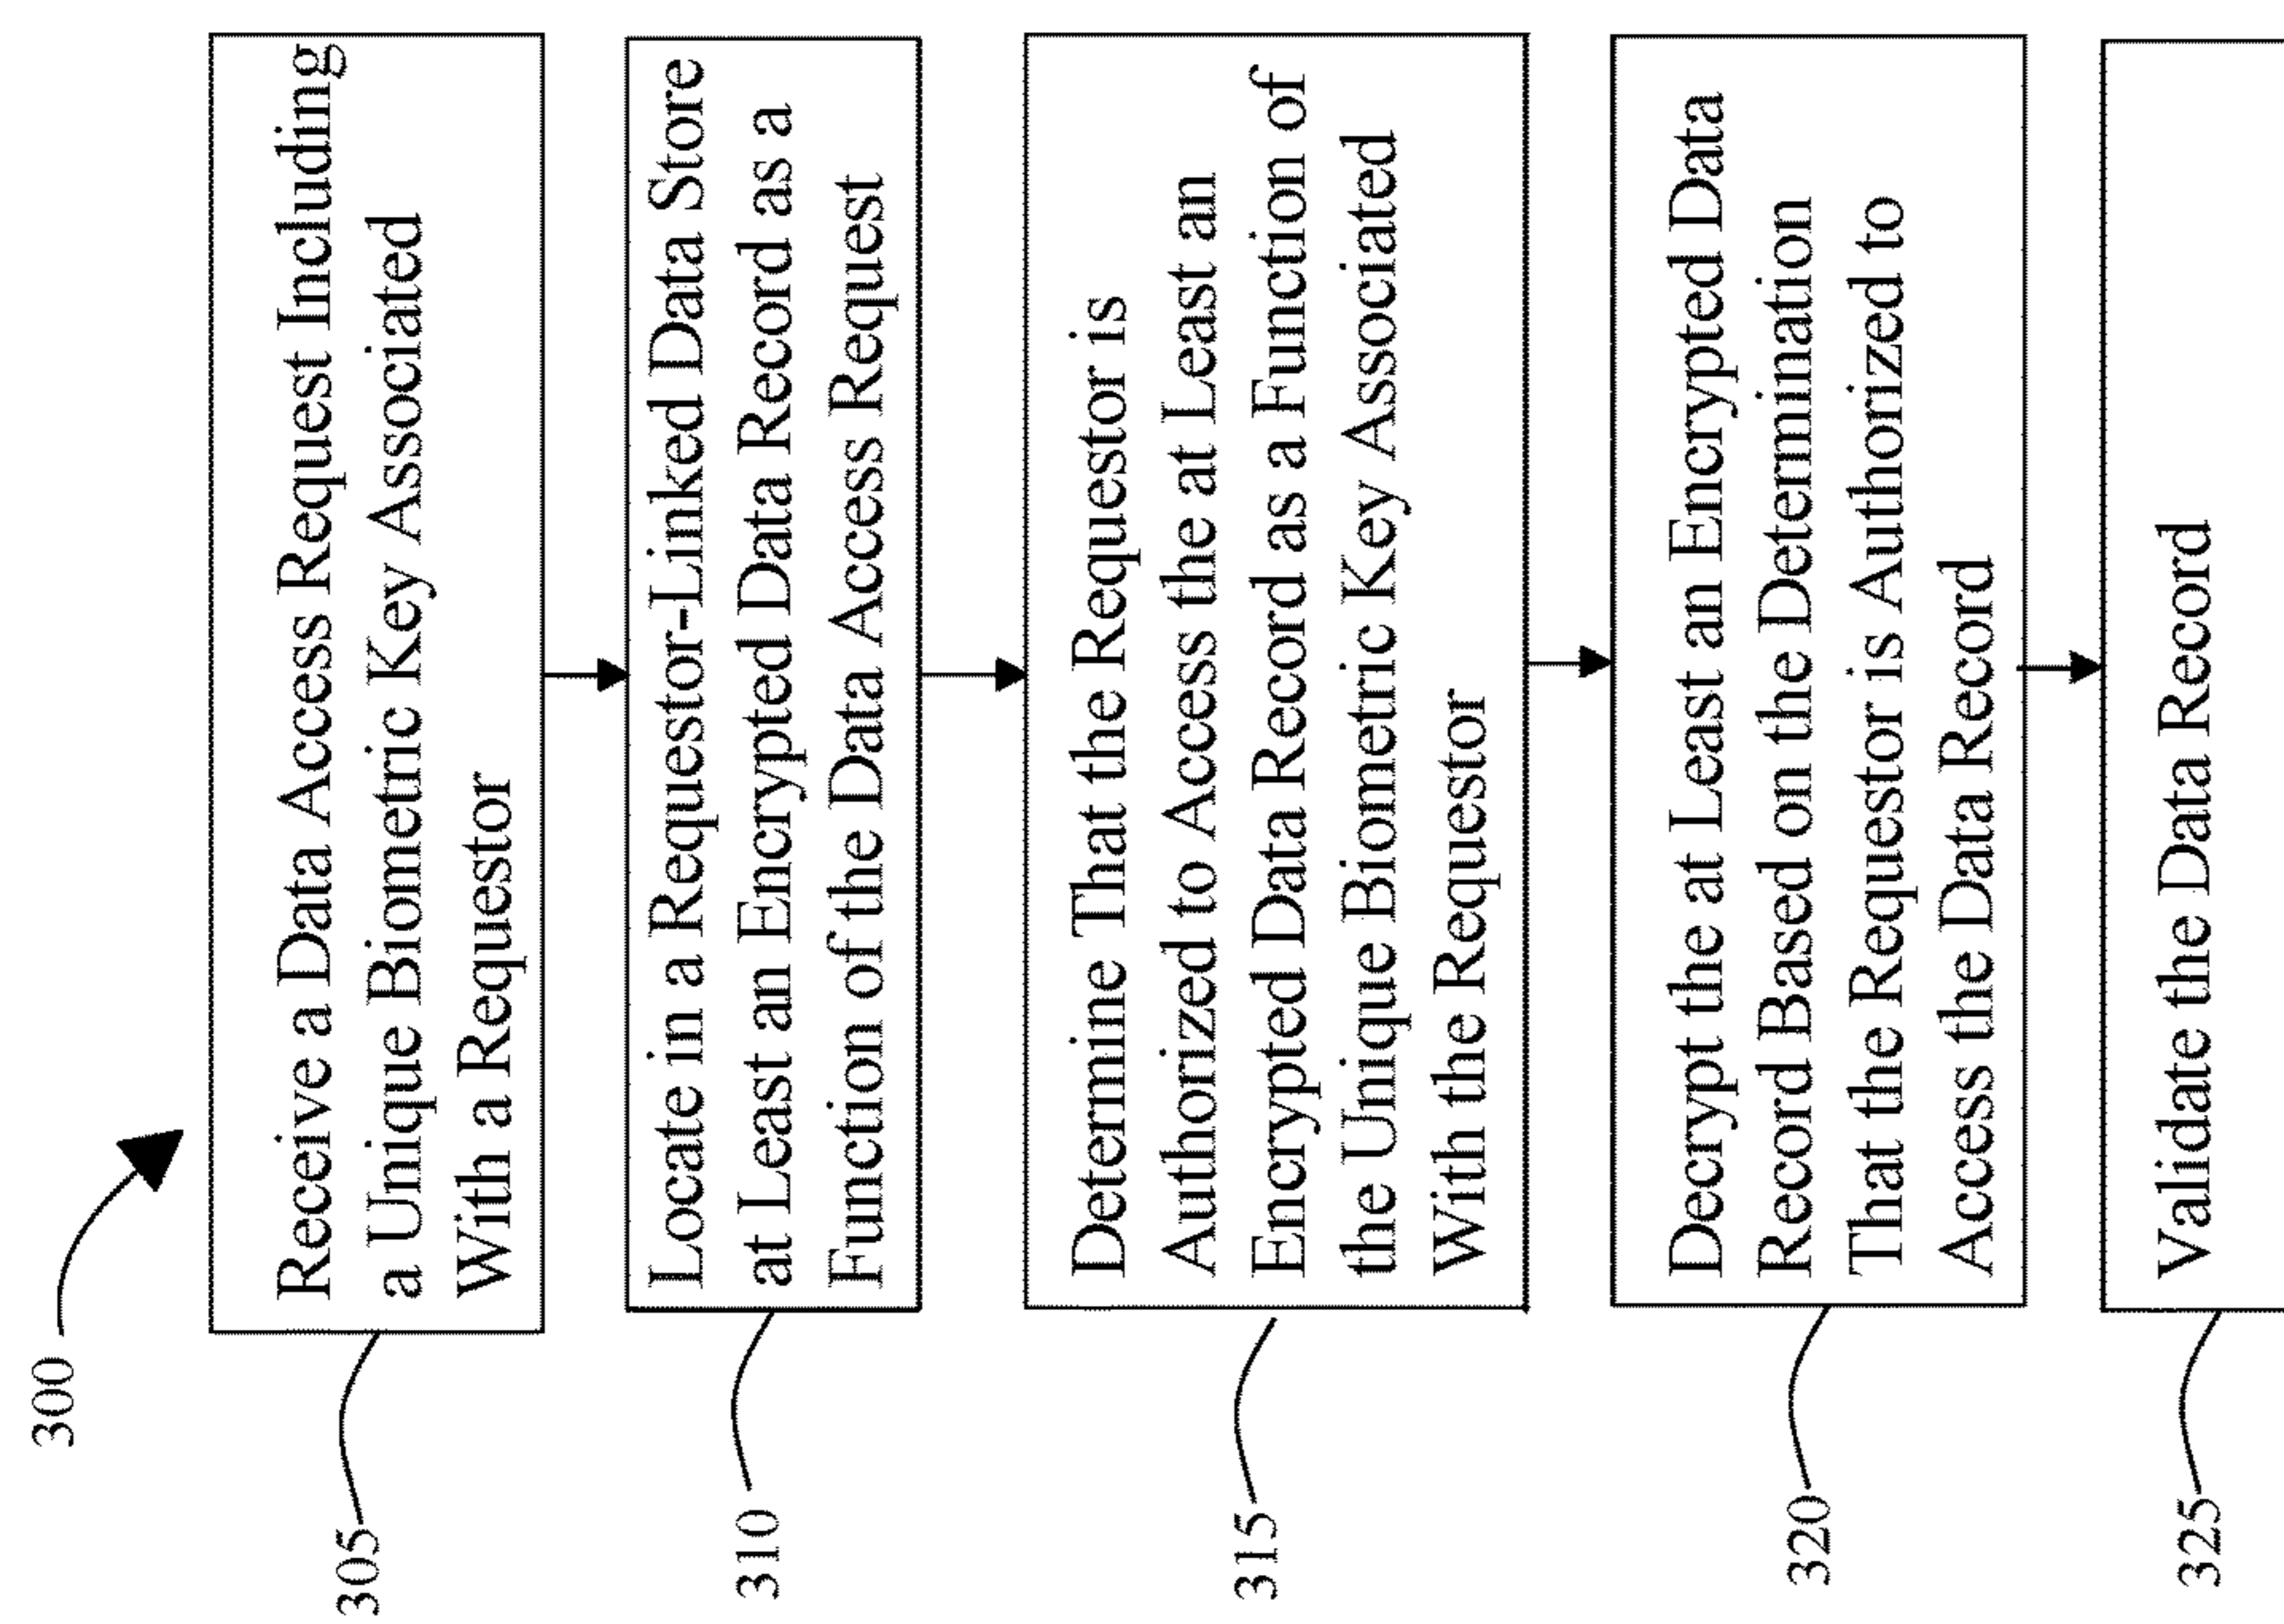 300
305
Receive a Data Access Request Including
a Unique Biometric Key Associated
With a Requestor
310
Locate in a Requestor-Linked Data Store
at Least an Encrypted Data Record as a
Function of the Data Access Request
315
Determine That the Requestor is
Authorized to Access the at Least an
Encrypted Data Record as a Function of
the Unique Biometric Key Associated
With the Requestor
320
Decrypt the at Least an Encrypted Data
Record Based on the Determination
That the Requestor is Authorized to
Access the Data Record
325
Validate the Data Record